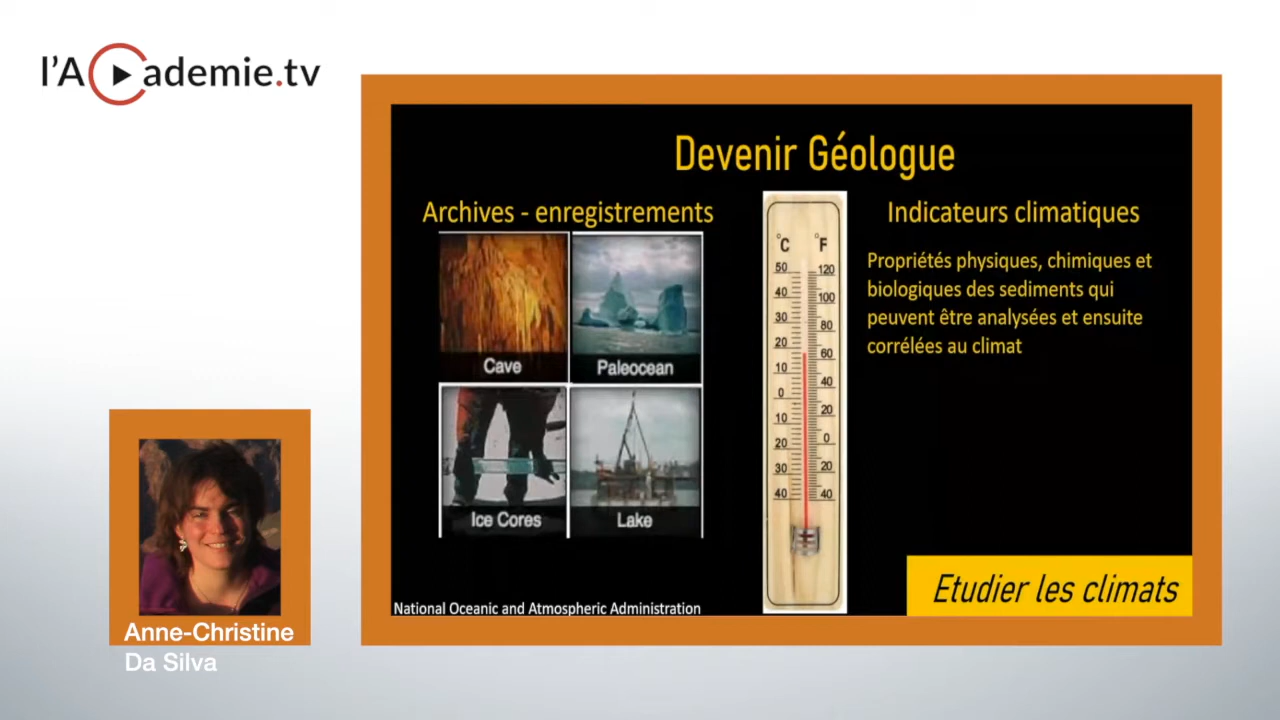 l'Academie.tv
Devenir Géologue
Archives - enregistrements
Cave
Paleocean
Ice Cores
Lake
National Oceanic and Atmospheric Administration
°C °F
50 120
40 100
30 80
20 60
10 40
0 20
10 0
20 20
30 40
40
Indicateurs climatiques
Propriétés physiques, chimiques et
biologiques des sediments qui
peuvent être analysées et ensuite
corrélées au climat
Etudier les climats
Anne-Christine
Da Silva